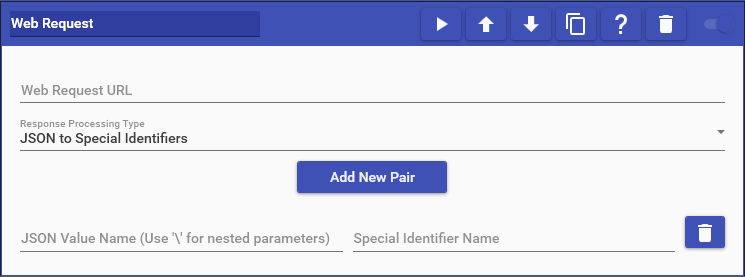 Web Request
?
Web Request URL
Response Processing Type
JSON to Special Identifiers
Add New Pair
JSON Value Name (Use '\' for nested parameters) Special Identifier Name